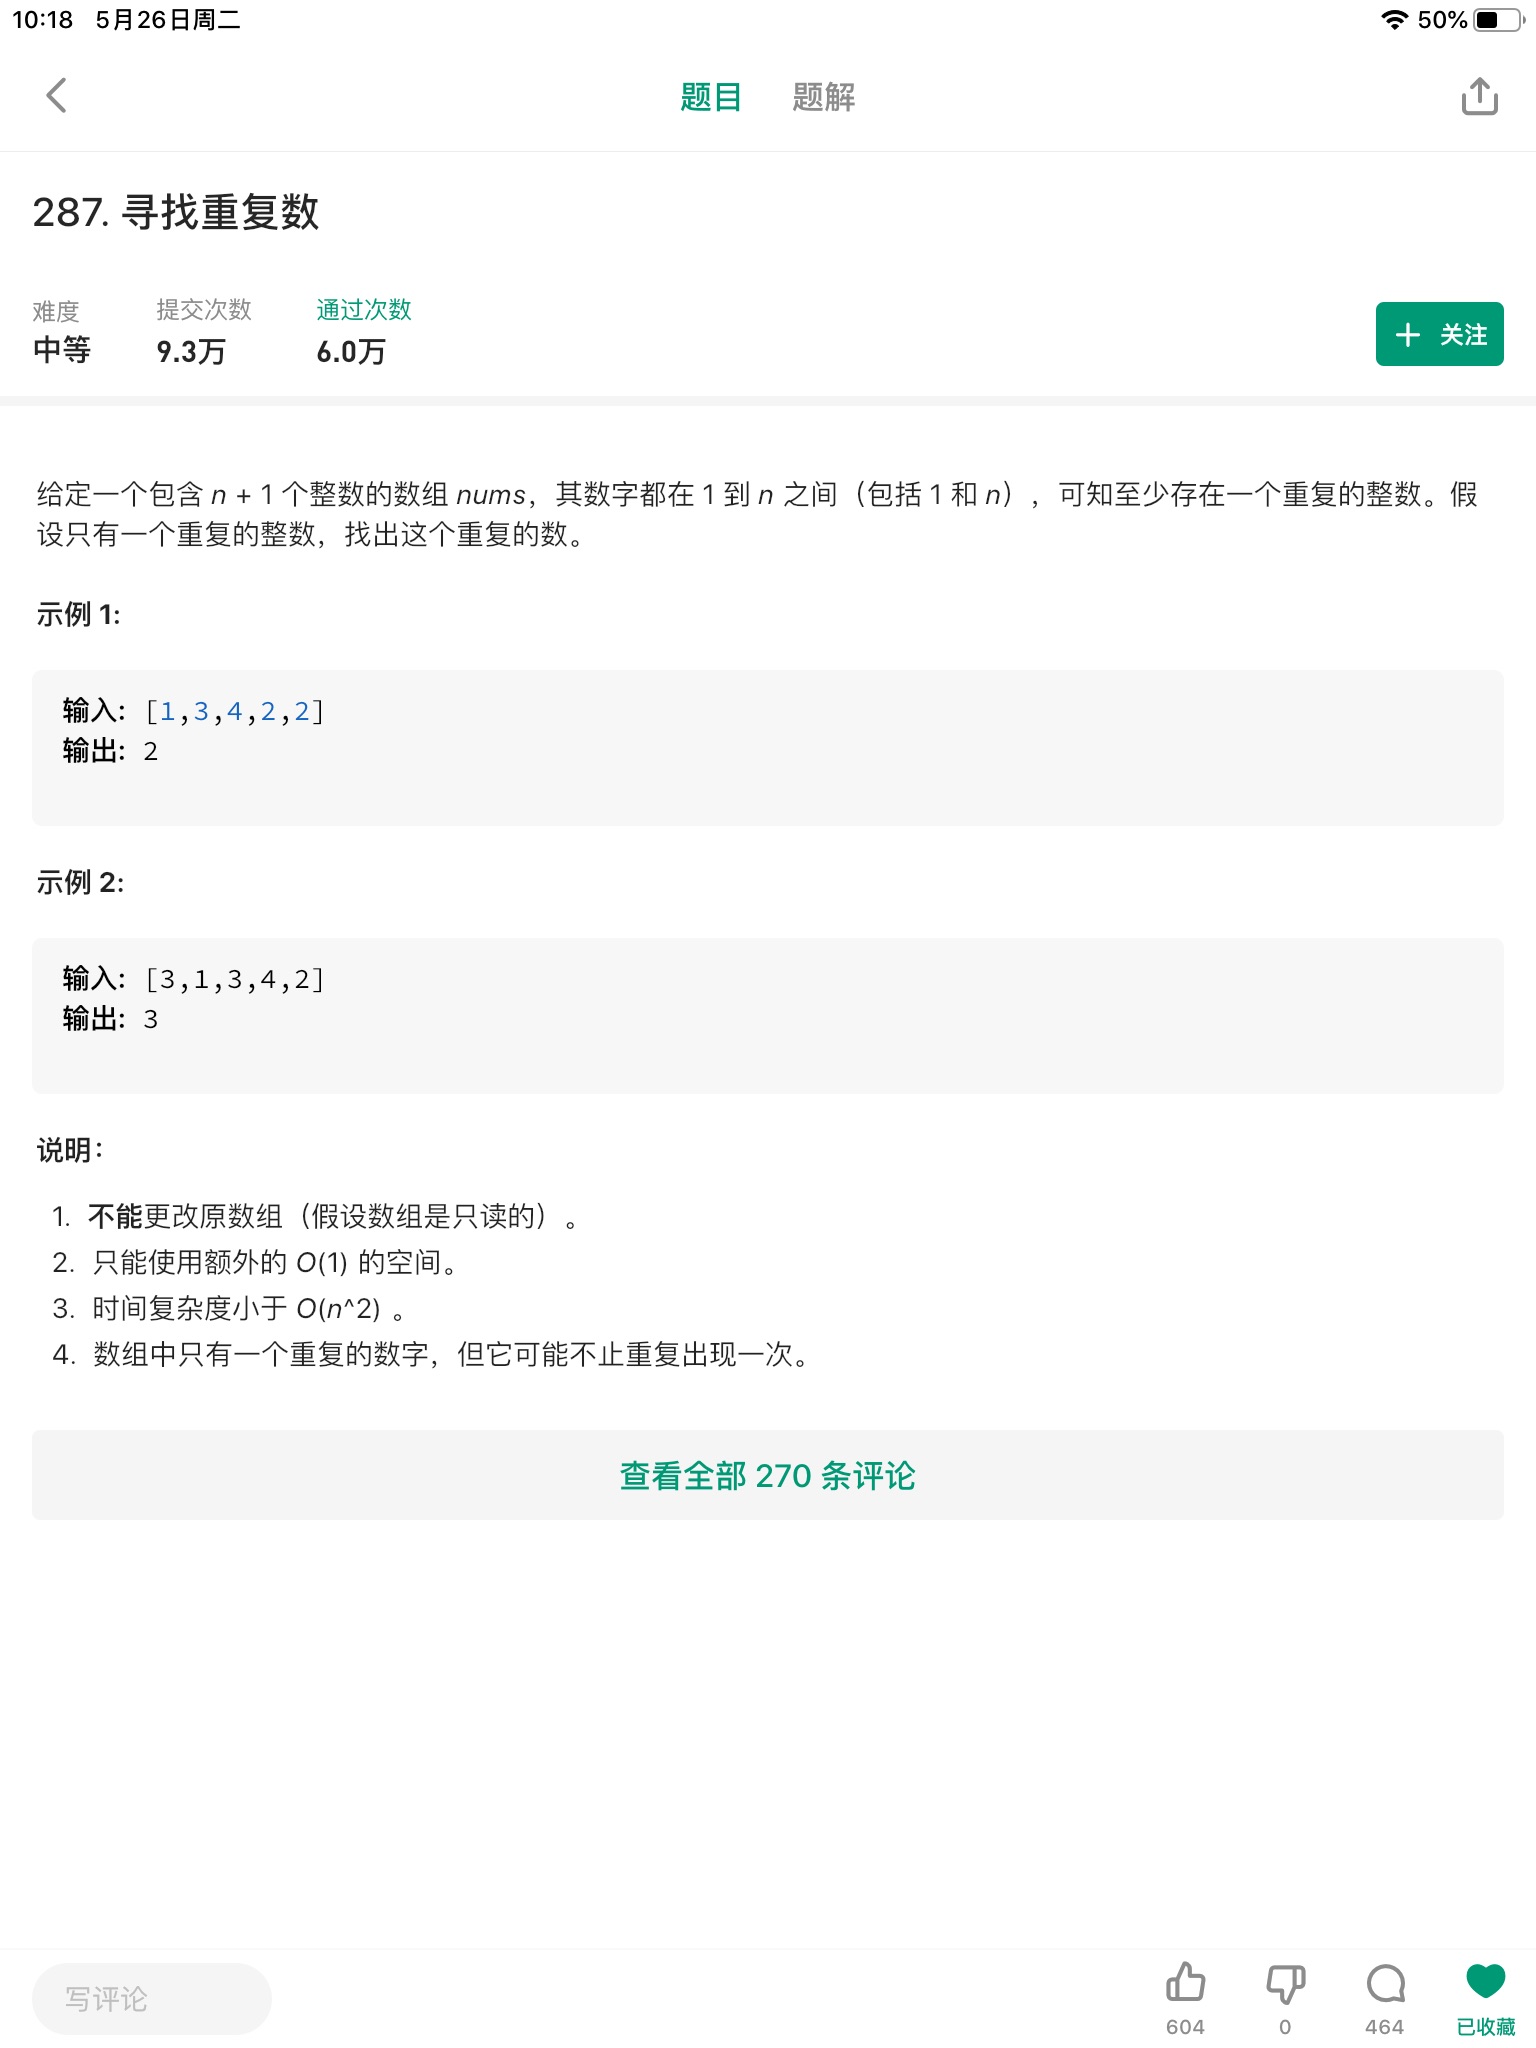 10:18 5月26日周二 50%
题目 题解
287. 寻找重复数
难度 提交次数 通过次数
中等 9.3万 6.0万
关注
给定一个包含 n + 1 个整数的数组 nums，其数字都在 1 到 n 之间（包括 1 和 n），可知至少存在一个重复的整数。假
设只有一个重复的整数，找出这个重复的数。
示例 1:
输入: [1,3,4,2,2]
输出: 2
示例 2:
输入: [3,1,3,4,2]
输出: 3
说明：
1. 不能更改原数组（假设数组是只读的）。
2. 只能使用额外的 O(1) 的空间。
3. 时间复杂度小于 O(n^2) 。
4. 数组中只有一个重复的数字，但它可能不止重复出现一次。
查看全部 270 条评论
写评论
604 0 464 已收藏